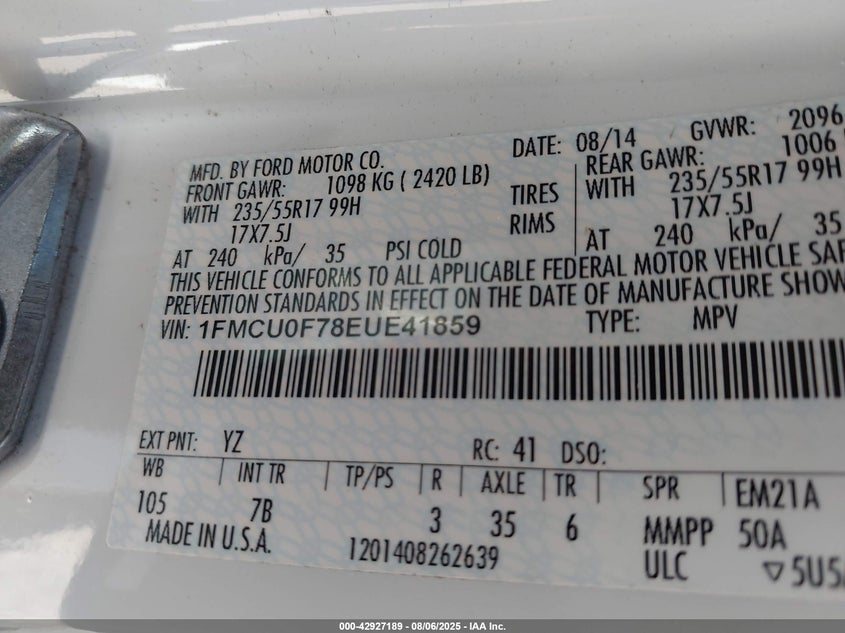 MFD. BY FORD MOTOR CO. DATE: 08/14 GVWR: 2096
FRONT GAWR: 1098 KG ( 2420 LB) REAR GAWR: 1006
WITH 235/55R17 99H TIRES WITH 235/55R17 99H
17X7.5J RIMS 17X7.5J
AT 240 kPa/ 35 PSI COLD AT 240 kPa/ 35
THIS VEHICLE CONFORMS TO ALL APPLICABLE FEDERAL MOTOR VEHICLE SAF
PREVENTION STANDARDS IN EFFECT ON THE DATE OF MANUFACTURE SHOW
VIN: 1FMCU0F78EUE41859 TYPE: MPV
EXT PNT: YZ RC: 41 DSO:
WB INT TR TP/PS R AXLE TR SPR EM21A
105 7B 3 35 6 MMPP 50A
MADE IN U.S.A. 1201408262639 ULC ▽5U5
000-42927189 - 08/06/2025 - IAA Inc.